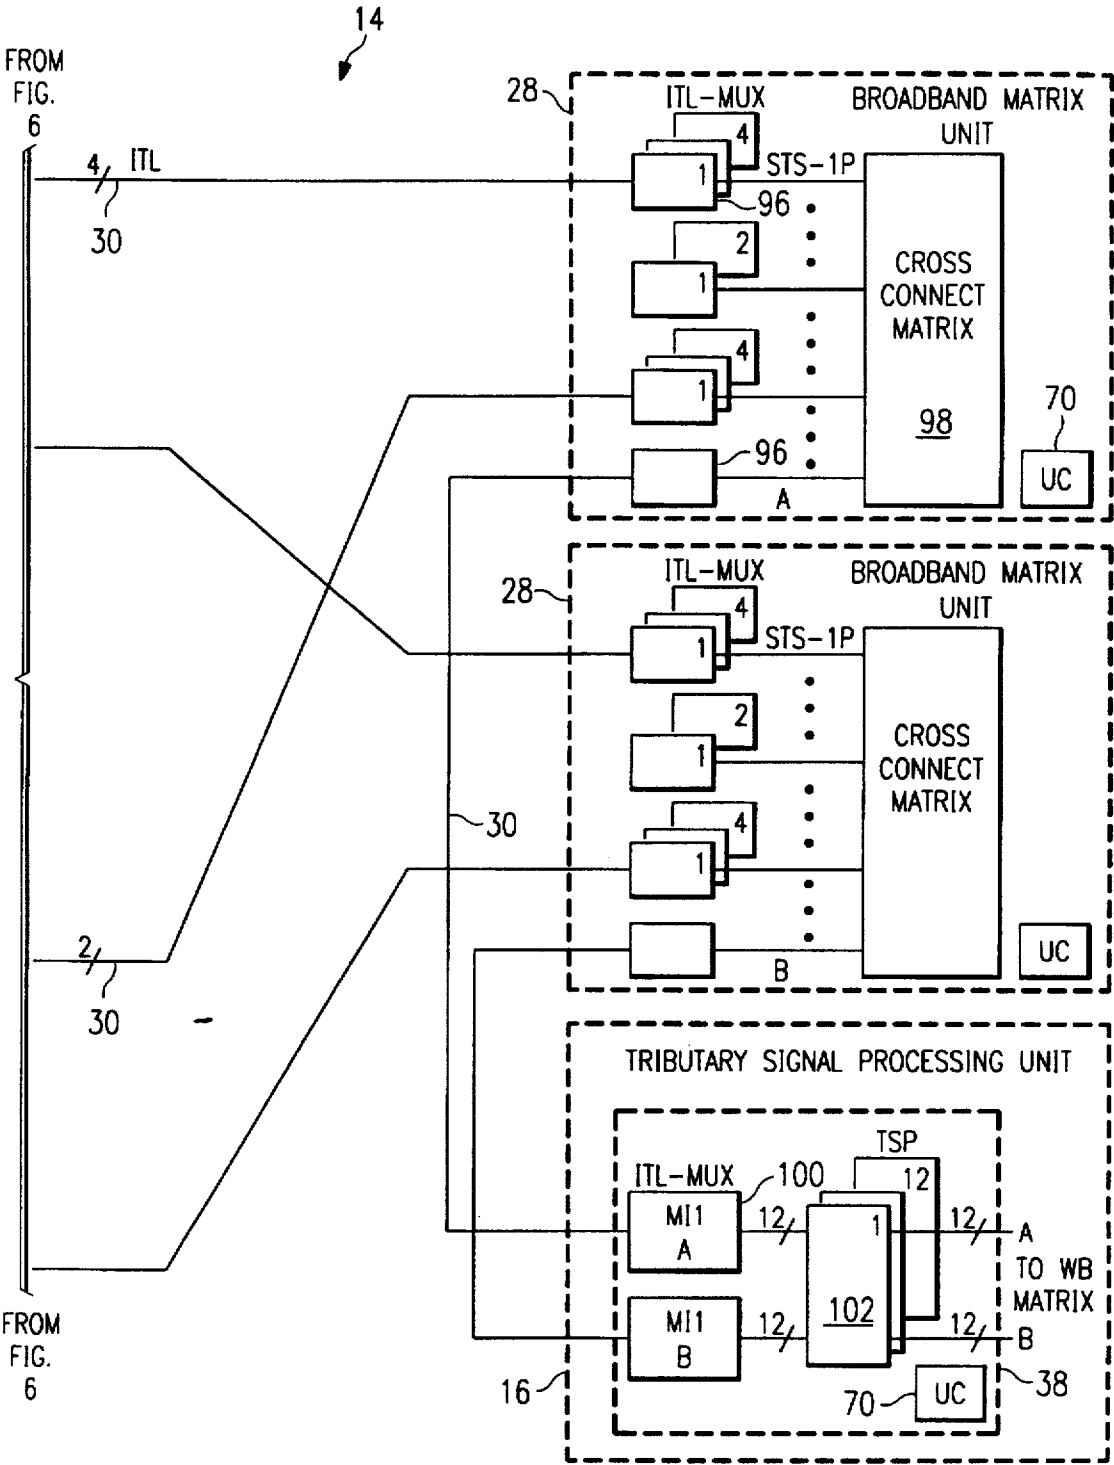 14
FROM
FIG.
6
4
ITL
30
28
ITL-MUX
BROADBAND MATRIX
UNIT
4
1
STS-1P
96
2
1
CROSS
CONNECT
MATRIX
4
1
98
70
UC
96
A
28
ITL-MUX
BROADBAND MATRIX
UNIT
4
1
STS-1P
2
1
CROSS
CONNECT
MATRIX
30
4
1
2
30
UC
B
TRIBUTARY SIGNAL PROCESSING UNIT
TSP
ITL-MUX
100
12
MI1
A
12
1
12
A
TO WB
MATRIX
102
MI1
B
12
12
B
FROM
FIG.
6
16
70
UC
38